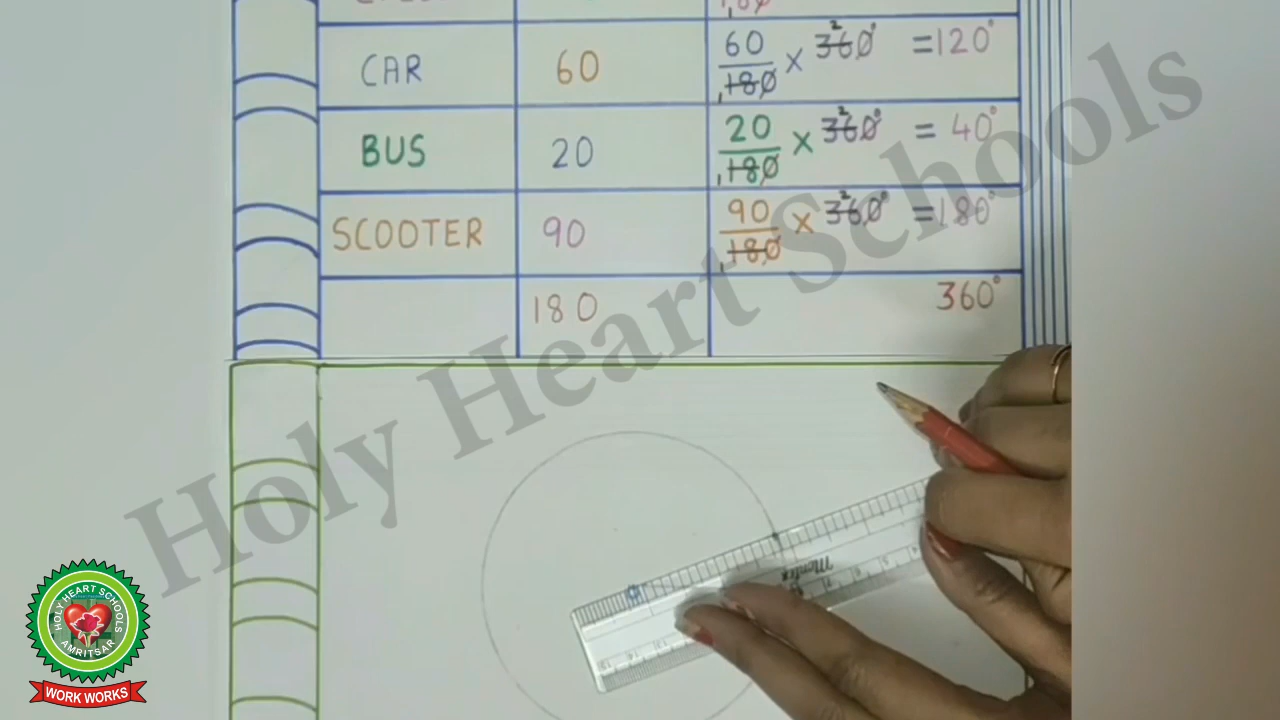 CAR 60 60/180 × 360° = 120°
BUS 20 20/180 × 360° = 40°
SCOOTER 90 90/180 × 360° = 180°
180 360°
Holy Heart Schools
Montex
HOLY HEART SCHOOLS
AMRITSAR
WORK WORKS